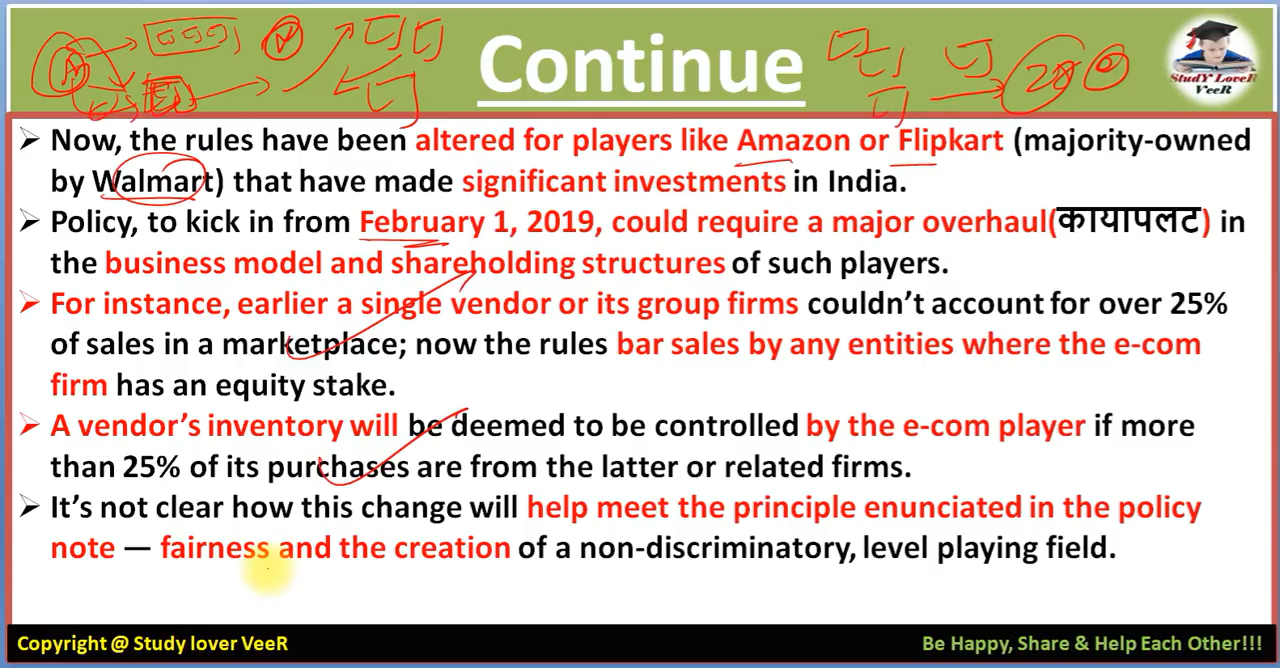 Continue
StudY LoveR
VeeR
➢ Now, the rules have been altered for players like Amazon or Flipkart (majority-owned
by Walmart) that have made significant investments in India.
➢ Policy, to kick in from February 1, 2019, could require a major overhaul(कायापलट) in
the business model and shareholding structures of such players.
➢ For instance, earlier a single vendor or its group firms couldn’t account for over 25%
of sales in a marketplace; now the rules bar sales by any entities where the e-com
firm has an equity stake.
➢ A vendor’s inventory will be deemed to be controlled by the e-com player if more
than 25% of its purchases are from the latter or related firms.
➢ It’s not clear how this change will help meet the principle enunciated in the policy
note — fairness and the creation of a non-discriminatory, level playing field.
Copyright @ Study lover VeeR
Be Happy, Share & Help Each Other!!!